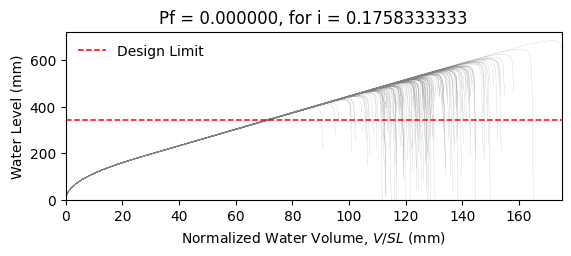 Pf = 0.000000, for i = 0.1758333333
Design Limit
Water Level (mm)
600
400
200
0
0 20 40 60 80 100 120 140 160
Normalized Water Volume, V/SL (mm)